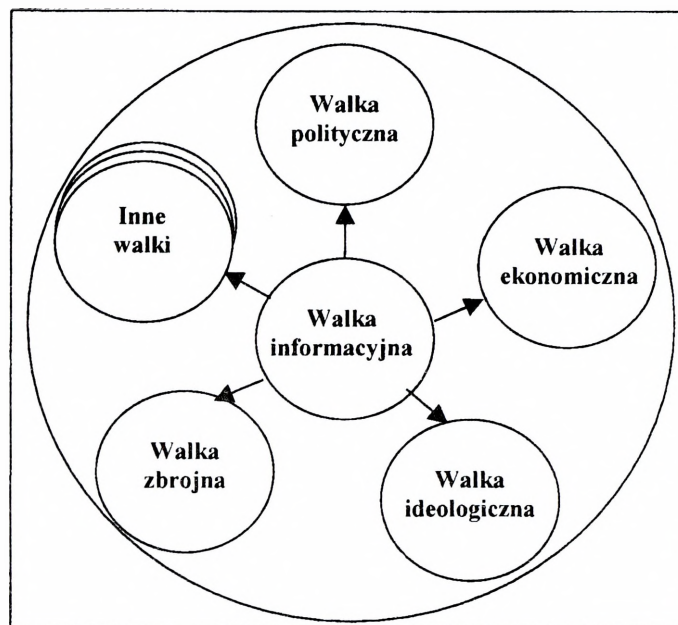 Walka
polityczna
Inne
walki
Walka
ekonomiczna
Walka
informacyjna
Walka
zbrojna
Walka
ideologiczna